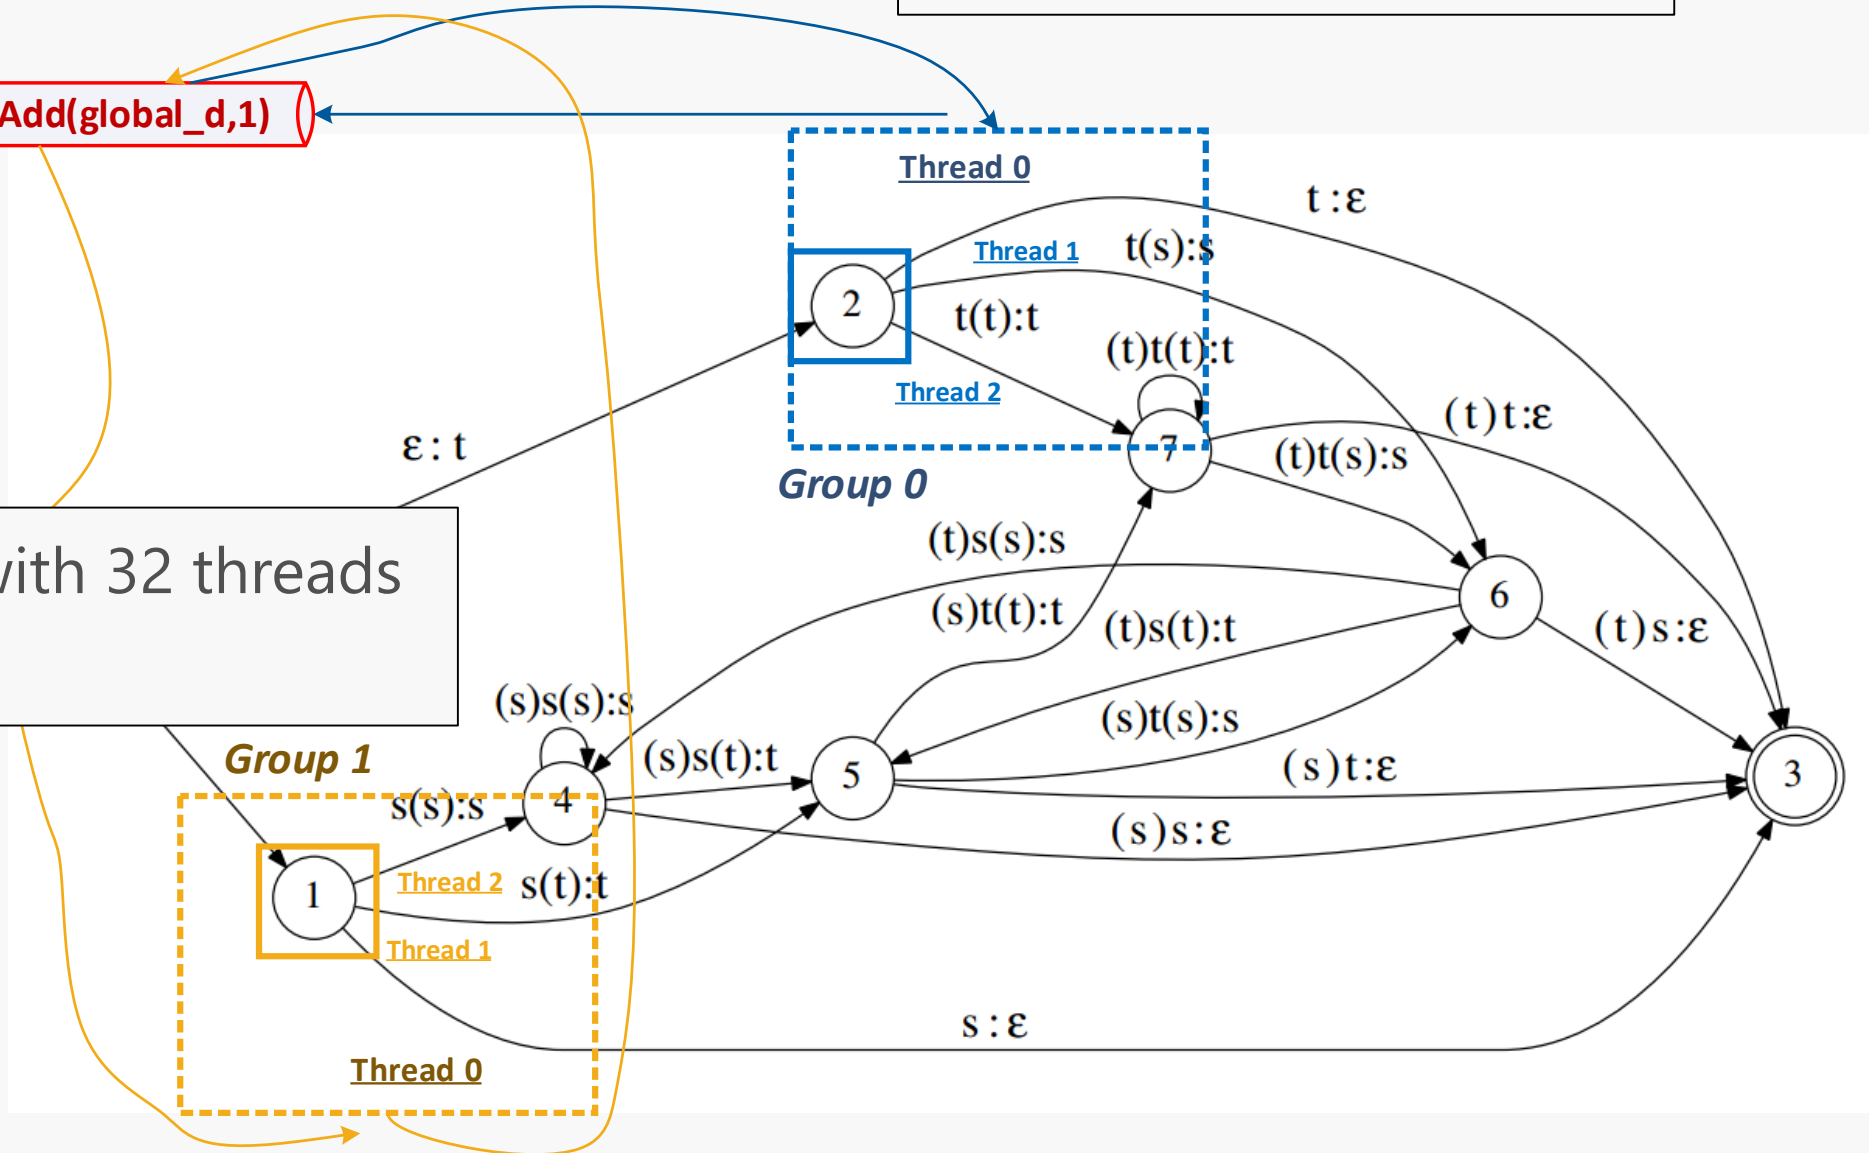 Add(global_d,1)
Thread 0
t :ε
Thread 1
t(s):s
2
t(t):t
(t)t(t):t
Thread 2
(t)t:ε
ε : t
7
(t)t(s):s
Group 0
(t)s(s):s
with 32 threads
6
(s)t(t):t
(t)s(t):t
(t)s:ε
(s)s(s):s
(s)t(s):s
Group 1
(s)s(t):t
5
(s)t:ε
3
s(s):s
4
(s)s:ε
1
Thread 2
s(t):t
Thread 1
s : ε
Thread 0